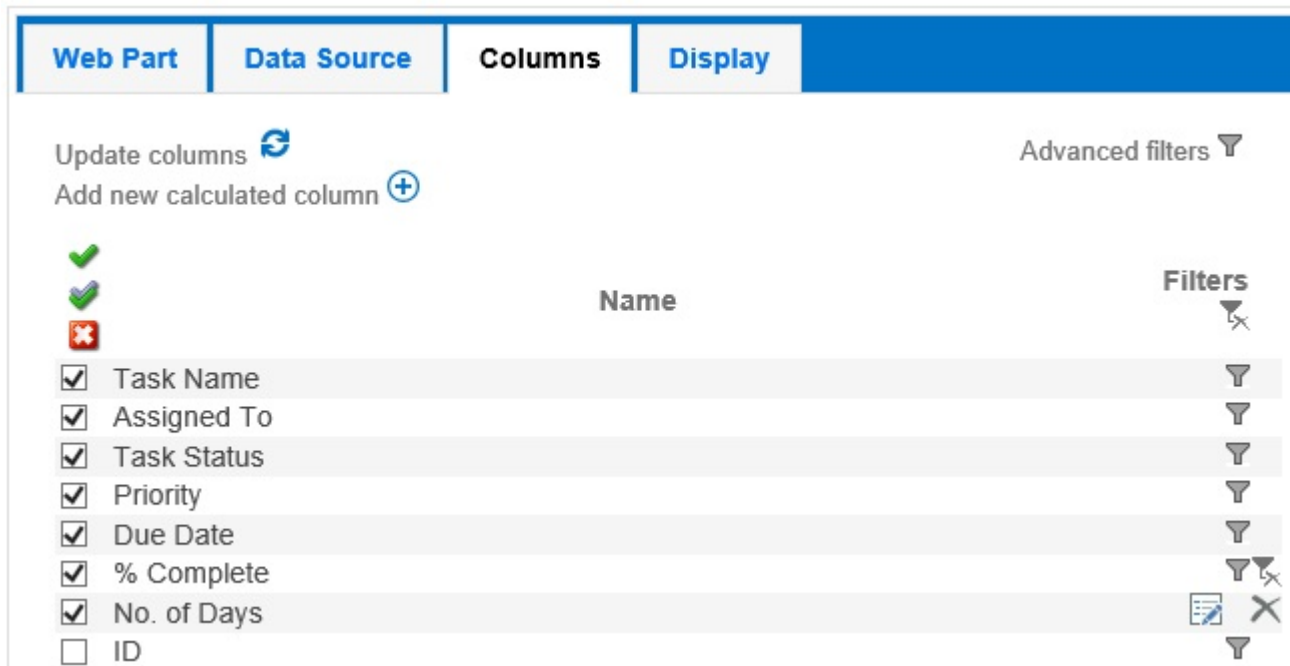 Web Part Data Source Columns Display
Update columns Advanced filters
Add new calculated column
Filters
Name
Task Name
Assigned To
Task Status
Priority
Due Date
% Complete
No. of Days
ID